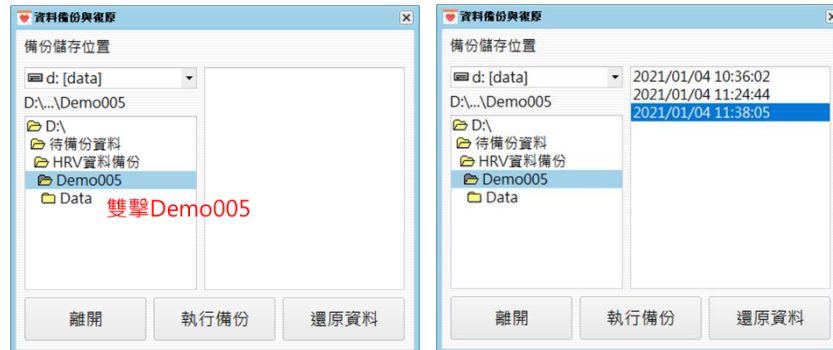 資料備份與復原
備份儲存位置
d: [data]
D:\...\Demo005
D:\
待備份資料
HRV資料備份
Demo005
Data
雙擊Demo005
離開
執行備份
還原資料
資料備份與復原
備份儲存位置
d: [data]
D:\...\Demo005
D:\
待備份資料
HRV資料備份
Demo005
Data
2021/01/04 10:36:02
2021/01/04 11:24:44
2021/01/04 11:38:05
離開
執行備份
還原資料